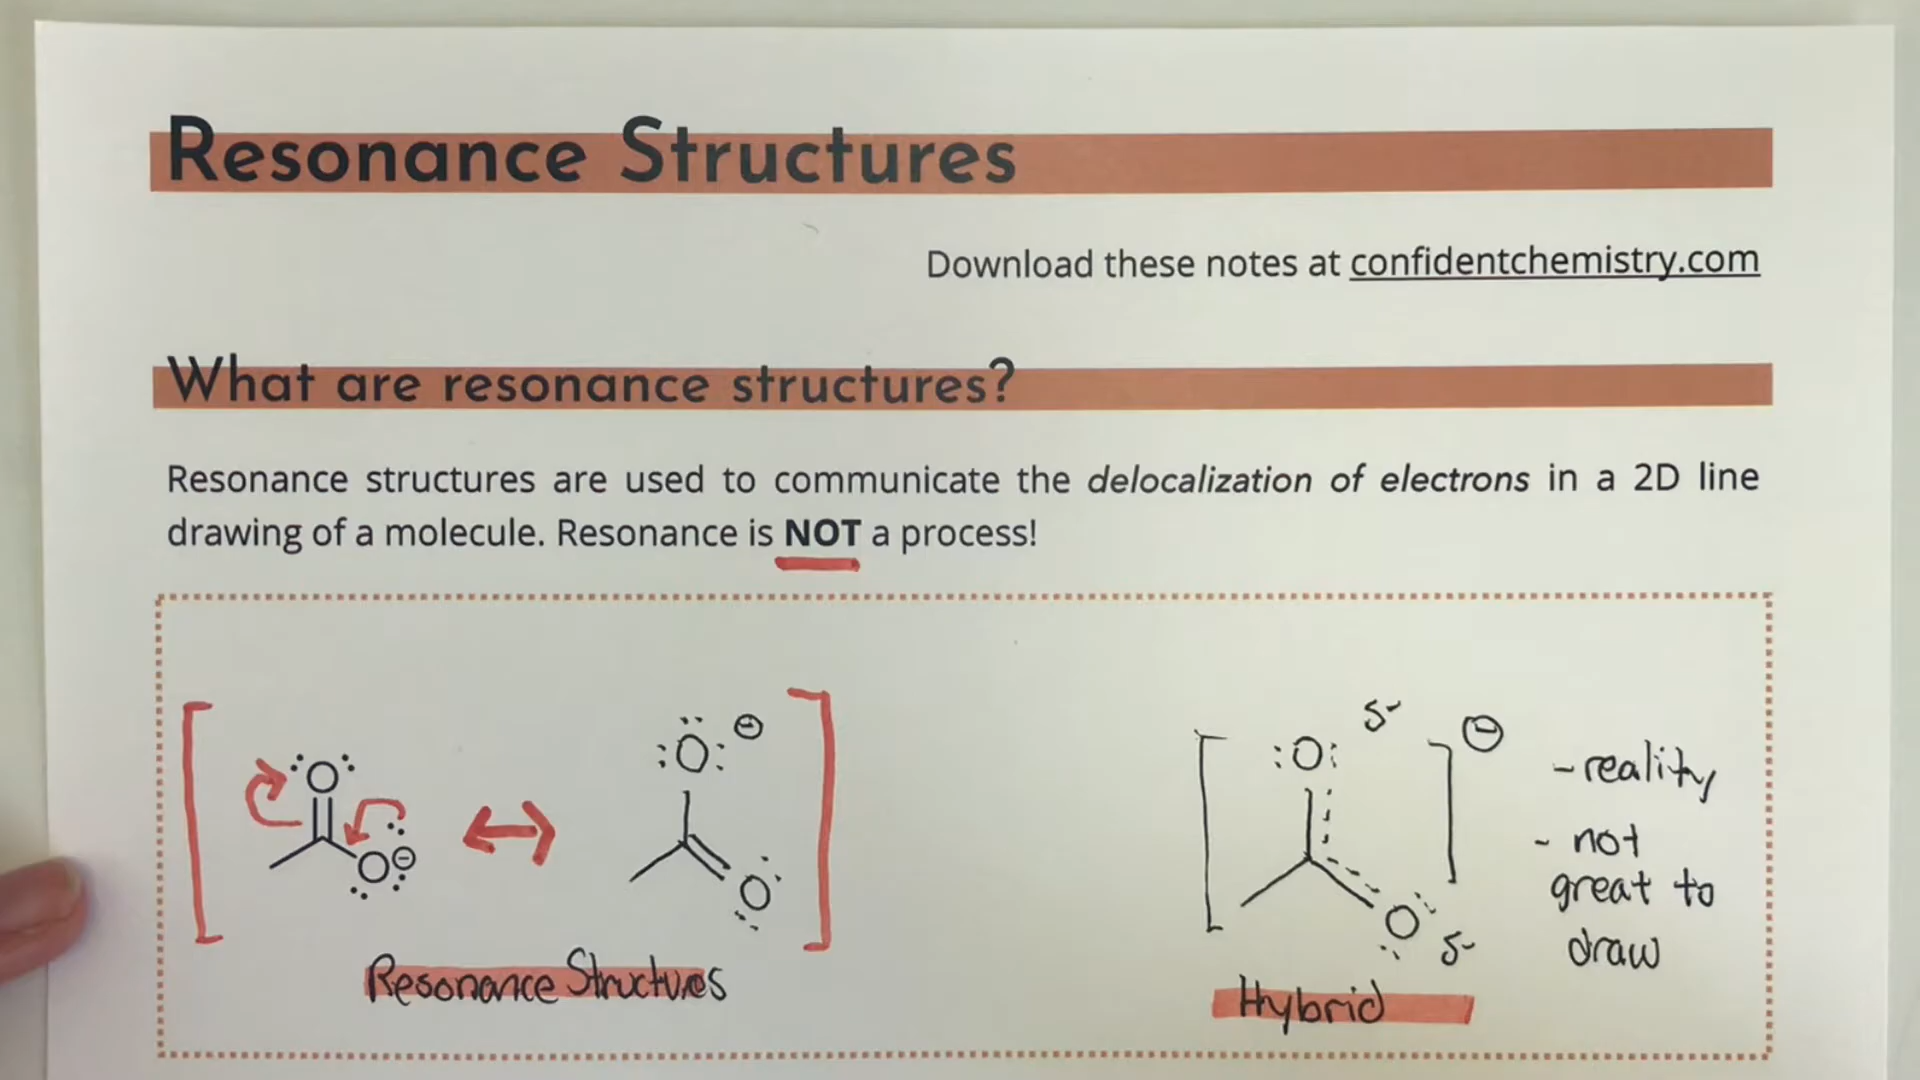 Resonance Structures
Download these notes at confidentchemistry.com
What are resonance structures?
Resonance structures are used to communicate the delocalization of electrons in a 2D line
drawing of a molecule. Resonance is NOT a process!
O
O⊖
O ⊖
O
Resonance Structures
O δ- ⊖
O δ-
Hybrid
- reality
- not
great to
draw